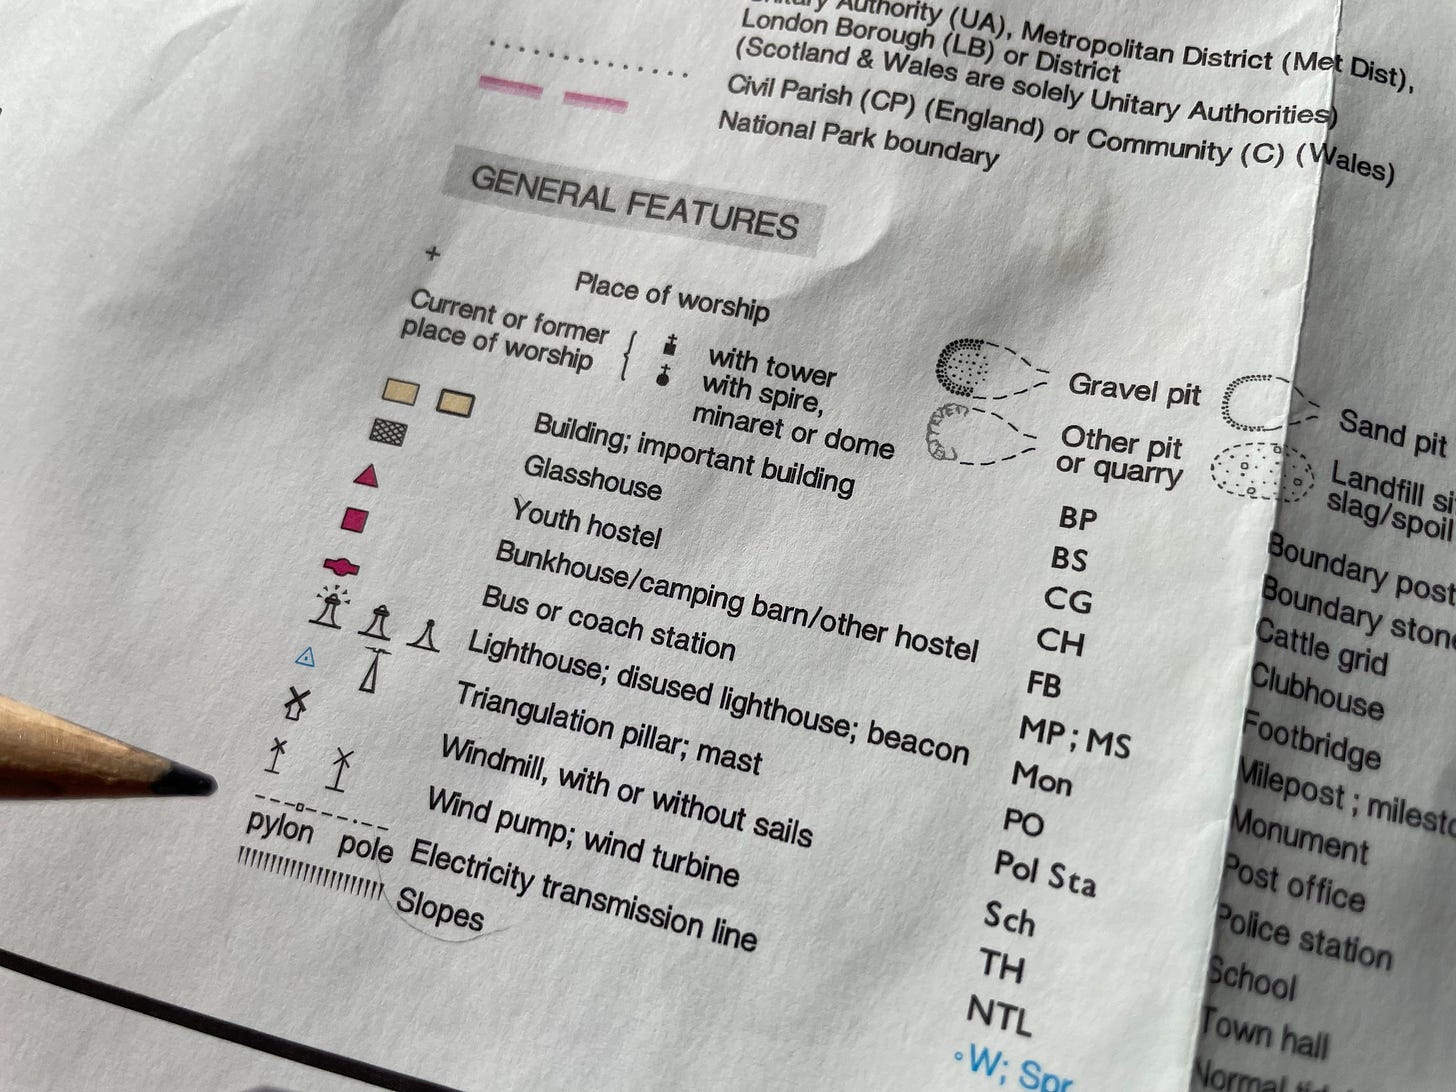 Authority (UA), Metropolitan District (Met Dist),
London Borough (LB) or District
(Scotland & Wales are solely Unitary Authorities)
Civil Parish (CP) (England) or Community (C) (Wales)
National Park boundary
GENERAL FEATURES
Place of worship
Current or former
place of worship
with tower
with spire,
minaret or dome
Building; important building
Glasshouse
Youth hostel
Bunkhouse/camping barn/other hostel
Bus or coach station
Lighthouse; disused lighthouse; beacon
Triangulation pillar; mast
Windmill, with or without sails
Wind pump; wind turbine
pylon pole Electricity transmission line
Slopes
Gravel pit
Sand pit
Other pit
or quarry
Landfill
slag/spoil
BP Boundary post
BS Boundary stone
CG Cattle grid
CH Clubhouse
FB Footbridge
MP ; MS Milepost ;
Mon Monument
PO Post office
Pol Sta Police station
Sch School
TH Town hall
NTL Normal
W; Spr